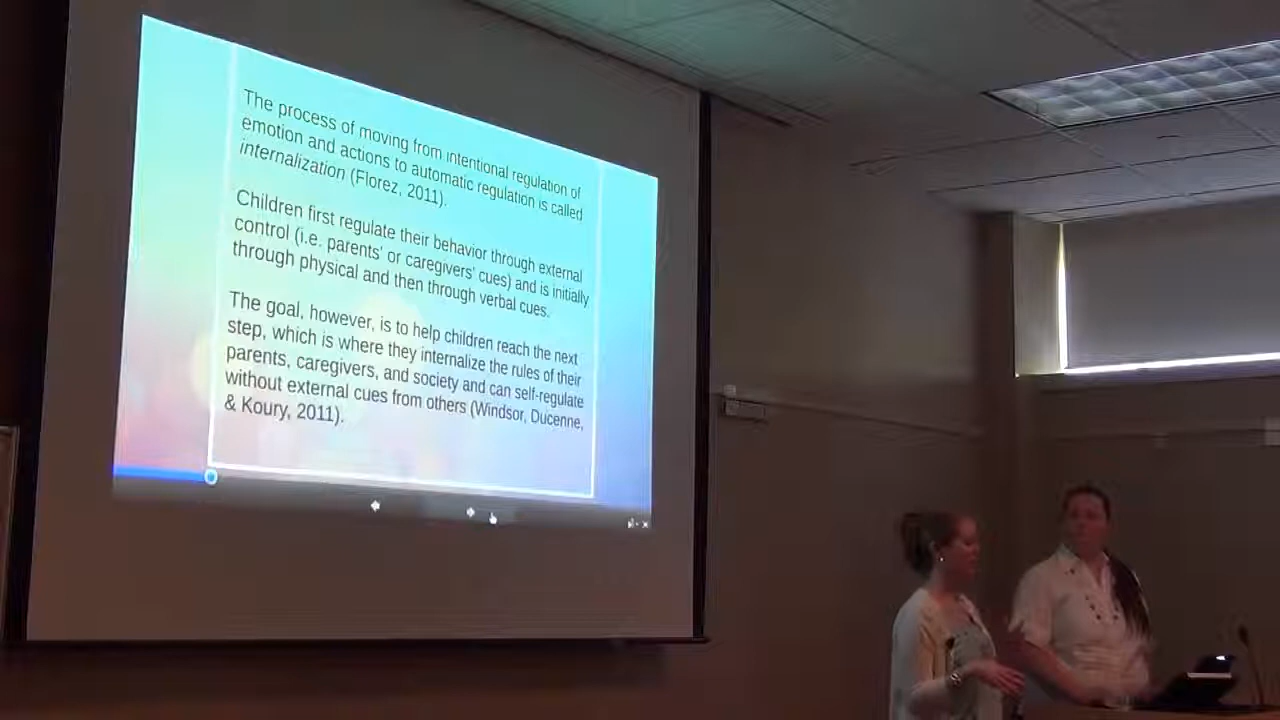 The process of moving from intentional regulation of
emotion and actions to automatic regulation is called
internalization (Florez, 2011).
Children first regulate their behavior through external
control (i.e. parents' or caregivers' cues) and is initially
through physical and then through verbal cues.
The goal, however, is to help children reach the next
step, which is where they internalize the rules of their
parents, caregivers, and society and can self-regulate
without external cues from others (Windsor, Ducenne,
& Koury, 2011).